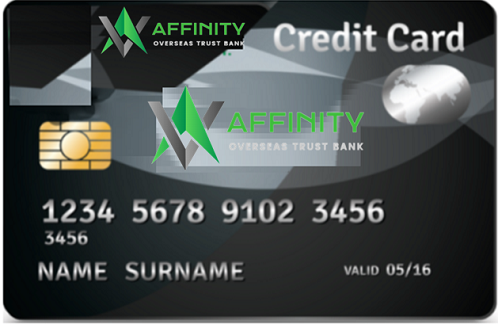 AFFINITY
OVERSEAS TRUST BANK
Credit Card
AFFINITY
OVERSEAS TRUST BANK
1234 5678 9102 3456
3456
NAME SURNAME
VALID 05/16